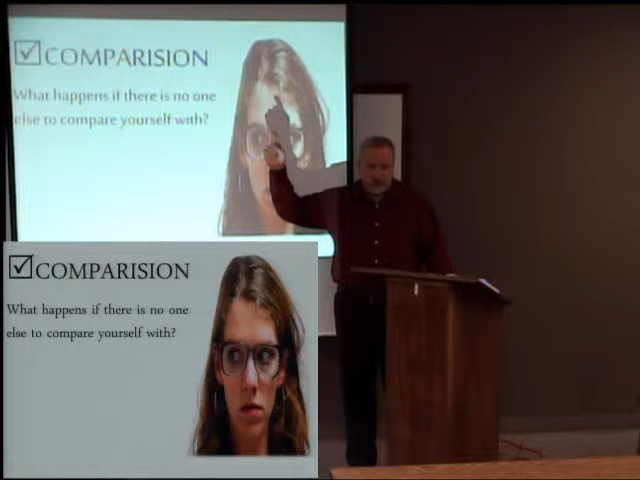 COMPARISION
What happens if there is no one
else to compare yourself with?
COMPARISION
What happens if there is no one
else to compare yourself with?